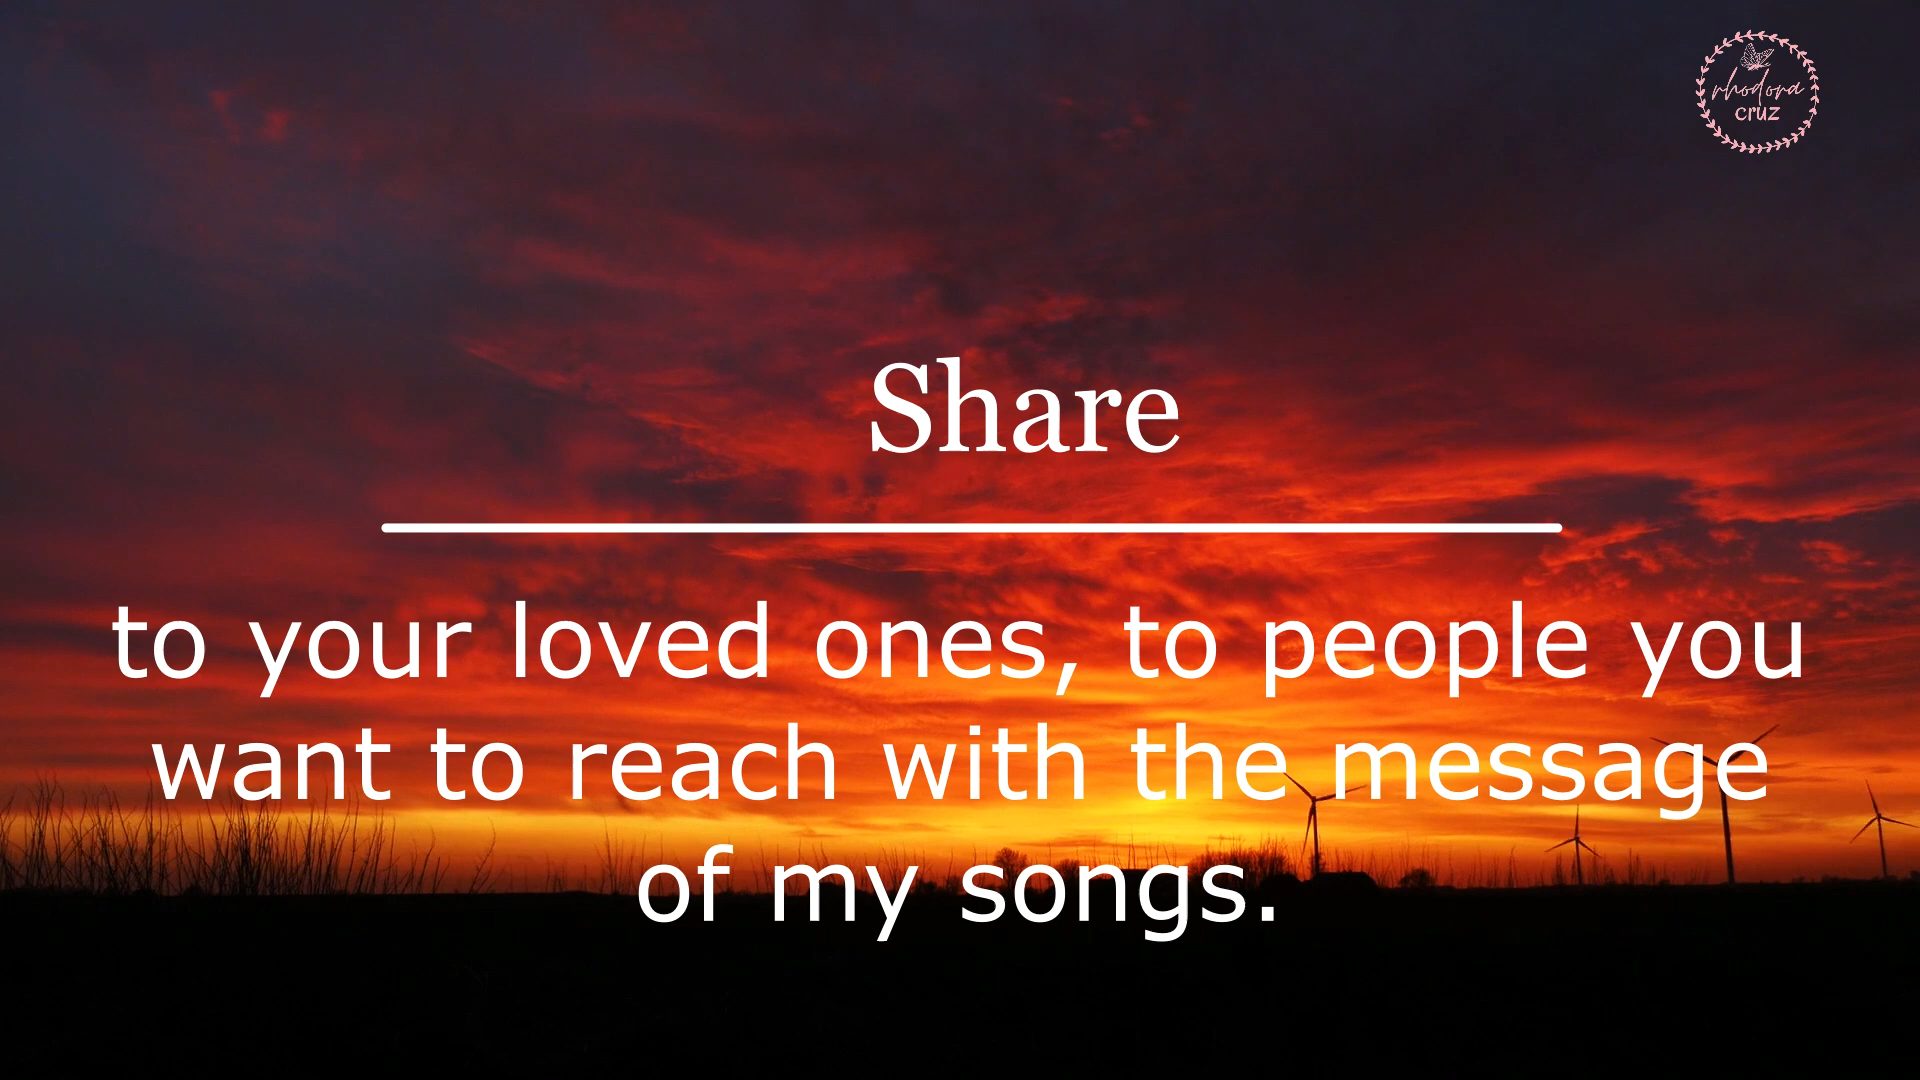 rhodora
cruz
Share
to your loved ones, to people you
want to reach with the message
of my songs.